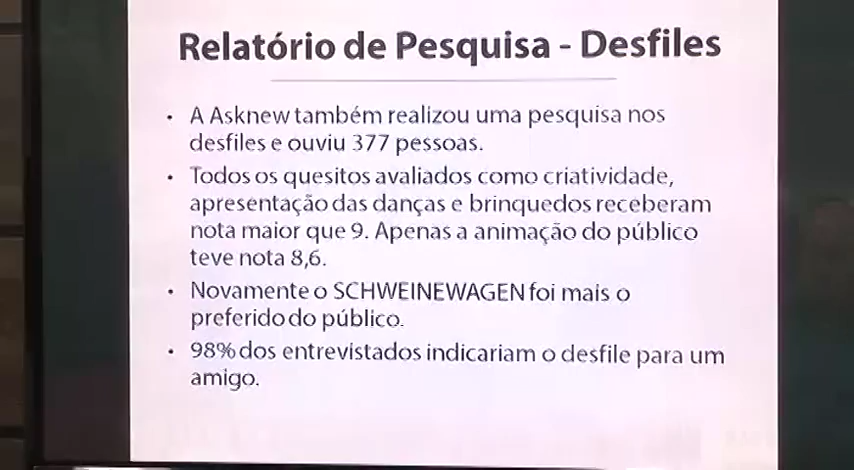 Relatório de Pesquisa - Desfiles
• A Asknew também realizou uma pesquisa nos
desfiles e ouviu 377 pessoas.
• Todos os quesitos avaliados como criatividade,
apresentação das danças e brinquedos receberam
nota maior que 9. Apenas a animação do público
teve nota 8,6.
• Novamente o SCHWEINEWAGEN foi mais o
preferido do público.
• 98% dos entrevistados indicariam o desfile para um
amigo.